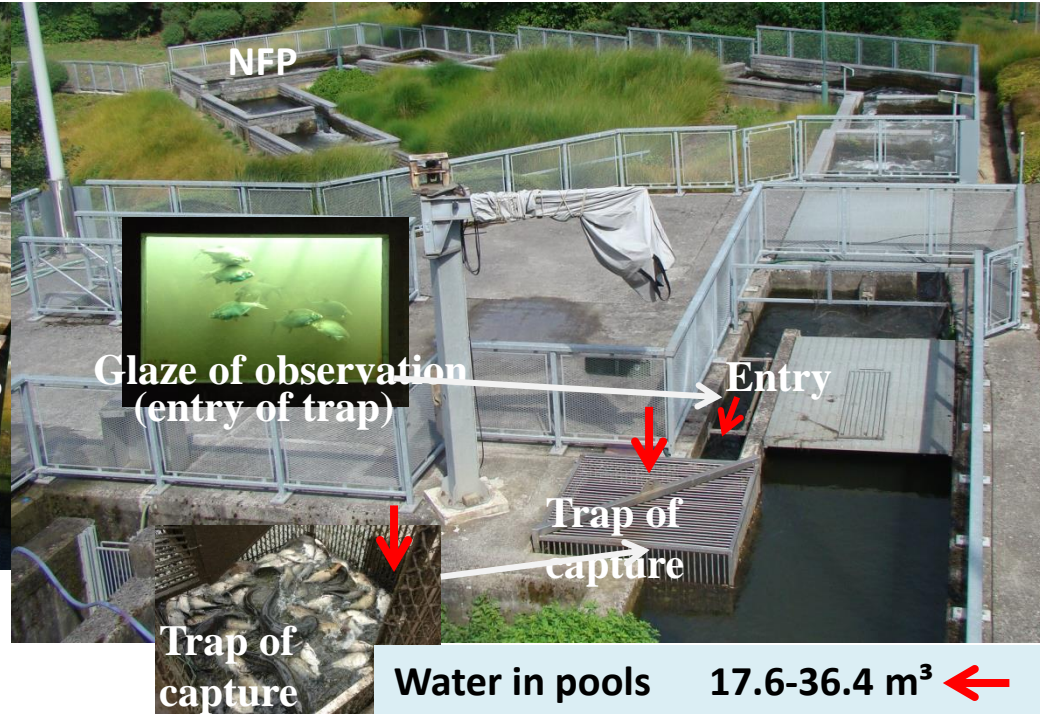 NFP
Glaze of observation
(entry of trap)
Entry
Trap of
capture
Trap of
capture
Water in pools 17.6-36.4 m³